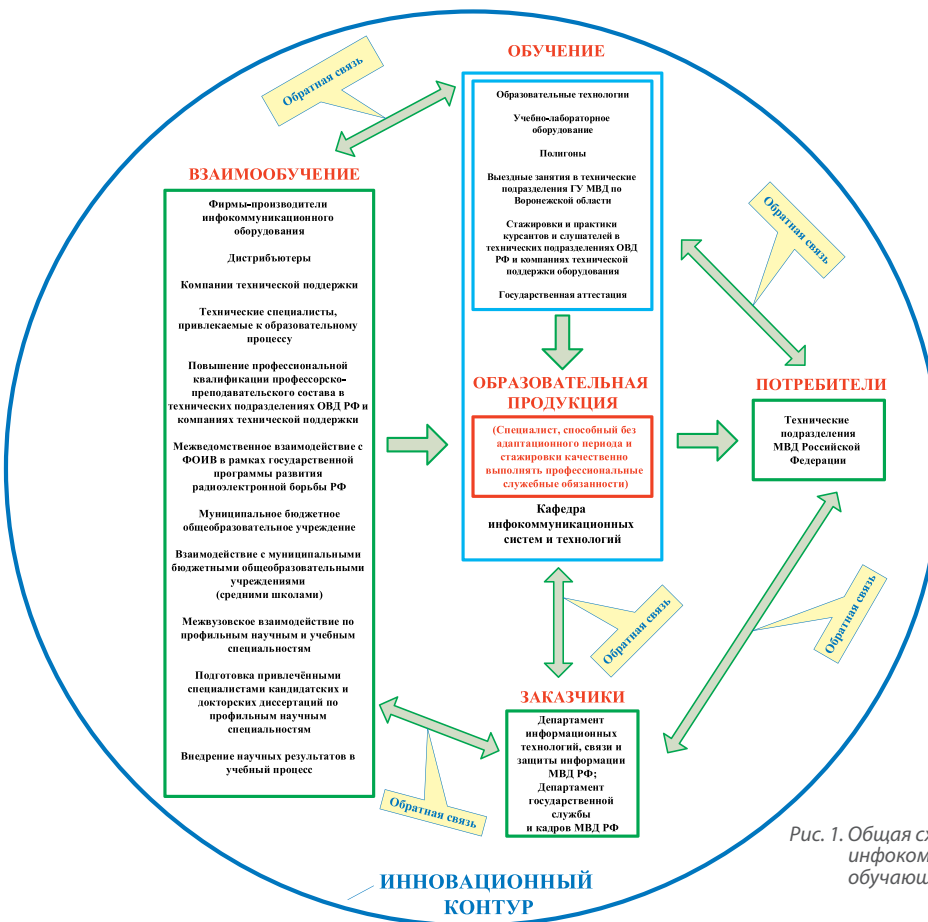 ОБУЧЕНИЕ
Обратная связь
Образовательные технологии
Учебно-лабораторное
оборудование
Полигоны
Выездные занятия в технические
подразделения ГУ МВД по
Воронежской области
Стажировки и практики
курсантов и слушателей в
технических подразделениях ОВД
РФ и компаниях технической
поддержки оборудования
Государственная аттестация
ВЗАИМООБУЧЕНИЕ
Фирмы-производители
инфокоммуникационного
оборудования
Дистрибъютеры
Компании технической поддержки
Технические специалисты,
привлекаемые к образовательному
процессу
Повышение профессиональной
квалификации профессорско-
преподавательского состава в
технических подразделениях ОВД РФ и
компаниях технической поддержки
Межведомственное взаимодействие с
ФОИВ в рамках государственной
программы развития
радиоэлектронной борьбы РФ
Муниципальное бюджетное
общеобразовательное учреждение
Взаимодействие с муниципальными
бюджетными общеобразовательными
учреждениями
(средними школами)
Межвузовское взаимодействие по
профильным научным и учебным
специальностям
Подготовка привлечёнными
специалистами кандидатских и
докторских диссертаций по
профильным научным
специальностям
Внедрение научных результатов в
учебный процесс
Обратная связь
ОБРАЗОВАТЕЛЬНАЯ
ПРОДУКЦИЯ
(Специалист, способный без
адаптационного периода и
стажировки качественно
выполнять профессиональные
служебные обязанности)
Кафедра
инфокоммуникационных
систем и технологий
ПОТРЕБИТЕЛИ
Технические
подразделения
МВД Российской
Федерации
Обратная связь
Обратная связь
ЗАКАЗЧИКИ
Департамент
информационных
технологий, связи и
защиты информации
МВД РФ;
Департамент
государственной
службы
и кадров МВД РФ
Обратная связь
ИННОВАЦИОННЫЙ
КОНТУР
Рис. 1. Общая сх
инфоком
обучающ